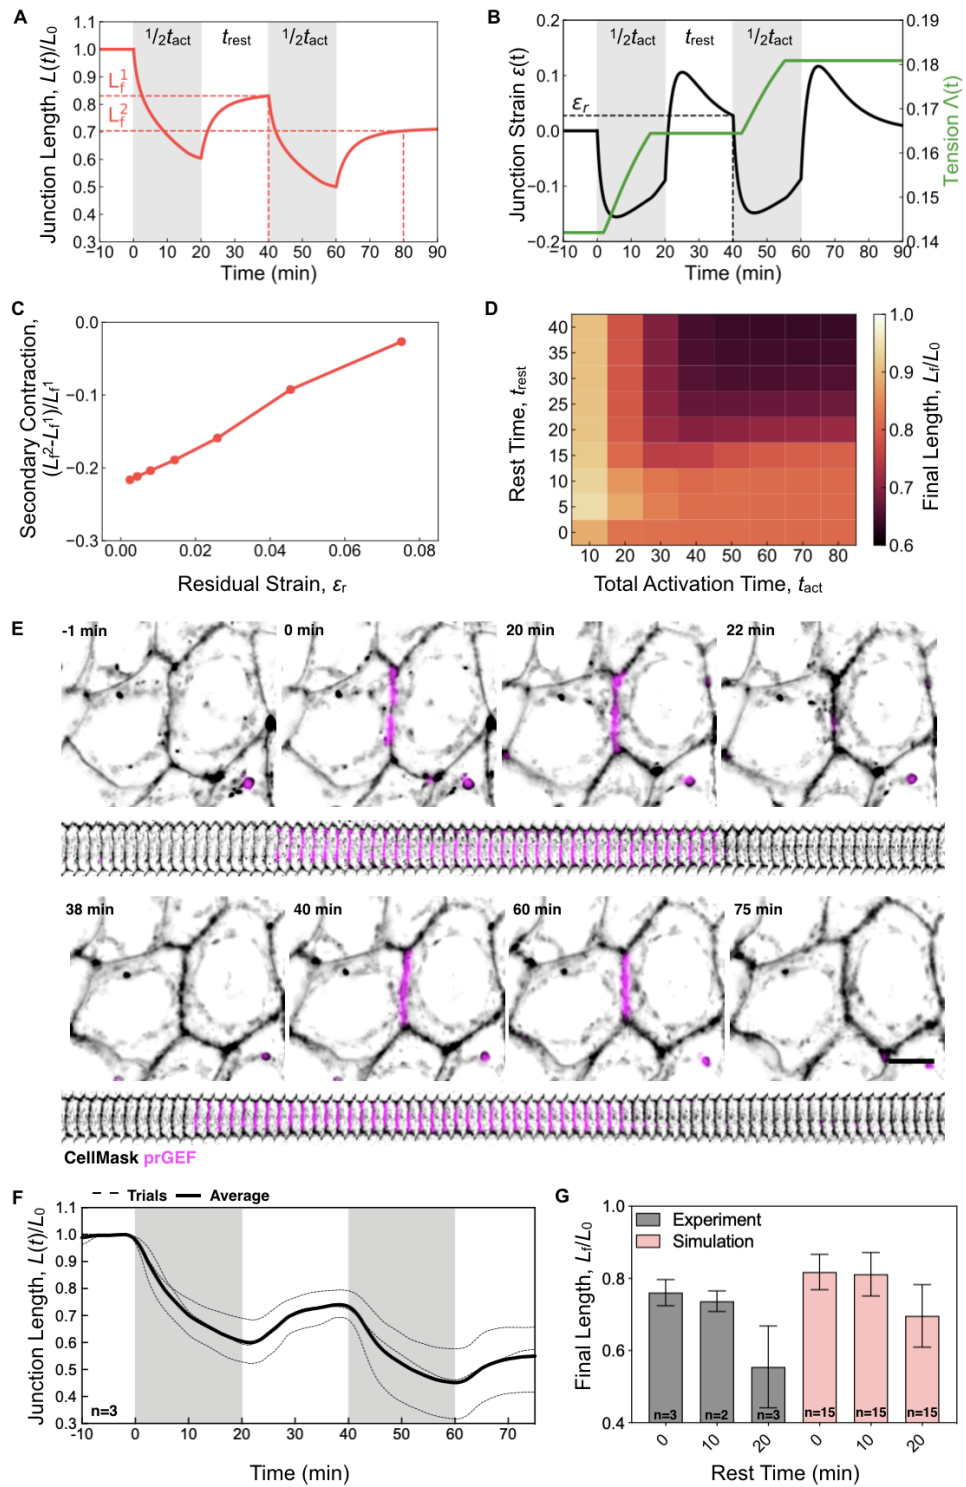 A
Junction Length, L(t)/L0
1.1
1.0
0.9
0.8
0.7
0.6
0.5
0.4
0.3
1/2tact
trest
1/2tact
Lf1
Lf2
-10 0 10 20 30 40 50 60 70 80 90
Time (min)
B
Junction Strain ε(t)
0.1
0.0
-0.1
-0.2
1/2tact
trest
1/2tact
εr
0.19
0.18
0.17
0.16
0.15
0.14
Tension Λ(t)
-10 0 10 20 30 40 50 60 70 80 90
Time (min)
C
Secondary Contraction,
(Lf2-Lf1)/Lf1
0.0
-0.1
-0.2
-0.3
0.00 0.02 0.04 0.06 0.08
Residual Strain, εr
D
Rest Time, trest
40
35
30
25
20
15
10
5
0
10 20 30 40 50 60 70 80
Total Activation Time, tact
1.0
0.9
0.8
0.7
0.6
Final Length, Lf/L0
E
-1 min
0 min
20 min
22 min
38 min
40 min
60 min
75 min
CellMask prGEF
F
Trials Average
Junction Length, L(t)/L0
1.1
1.0
0.9
0.8
0.7
0.6
0.5
0.4
0.3
n=3
-10 0 10 20 30 40 50 60 70
Time (min)
G
Final Length, Lf/L0
1.0
0.8
0.6
0.4
Experiment
Simulation
n=3 n=2 n=3 n=15 n=15 n=15
0 10 20 0 10 20
Rest Time (min)